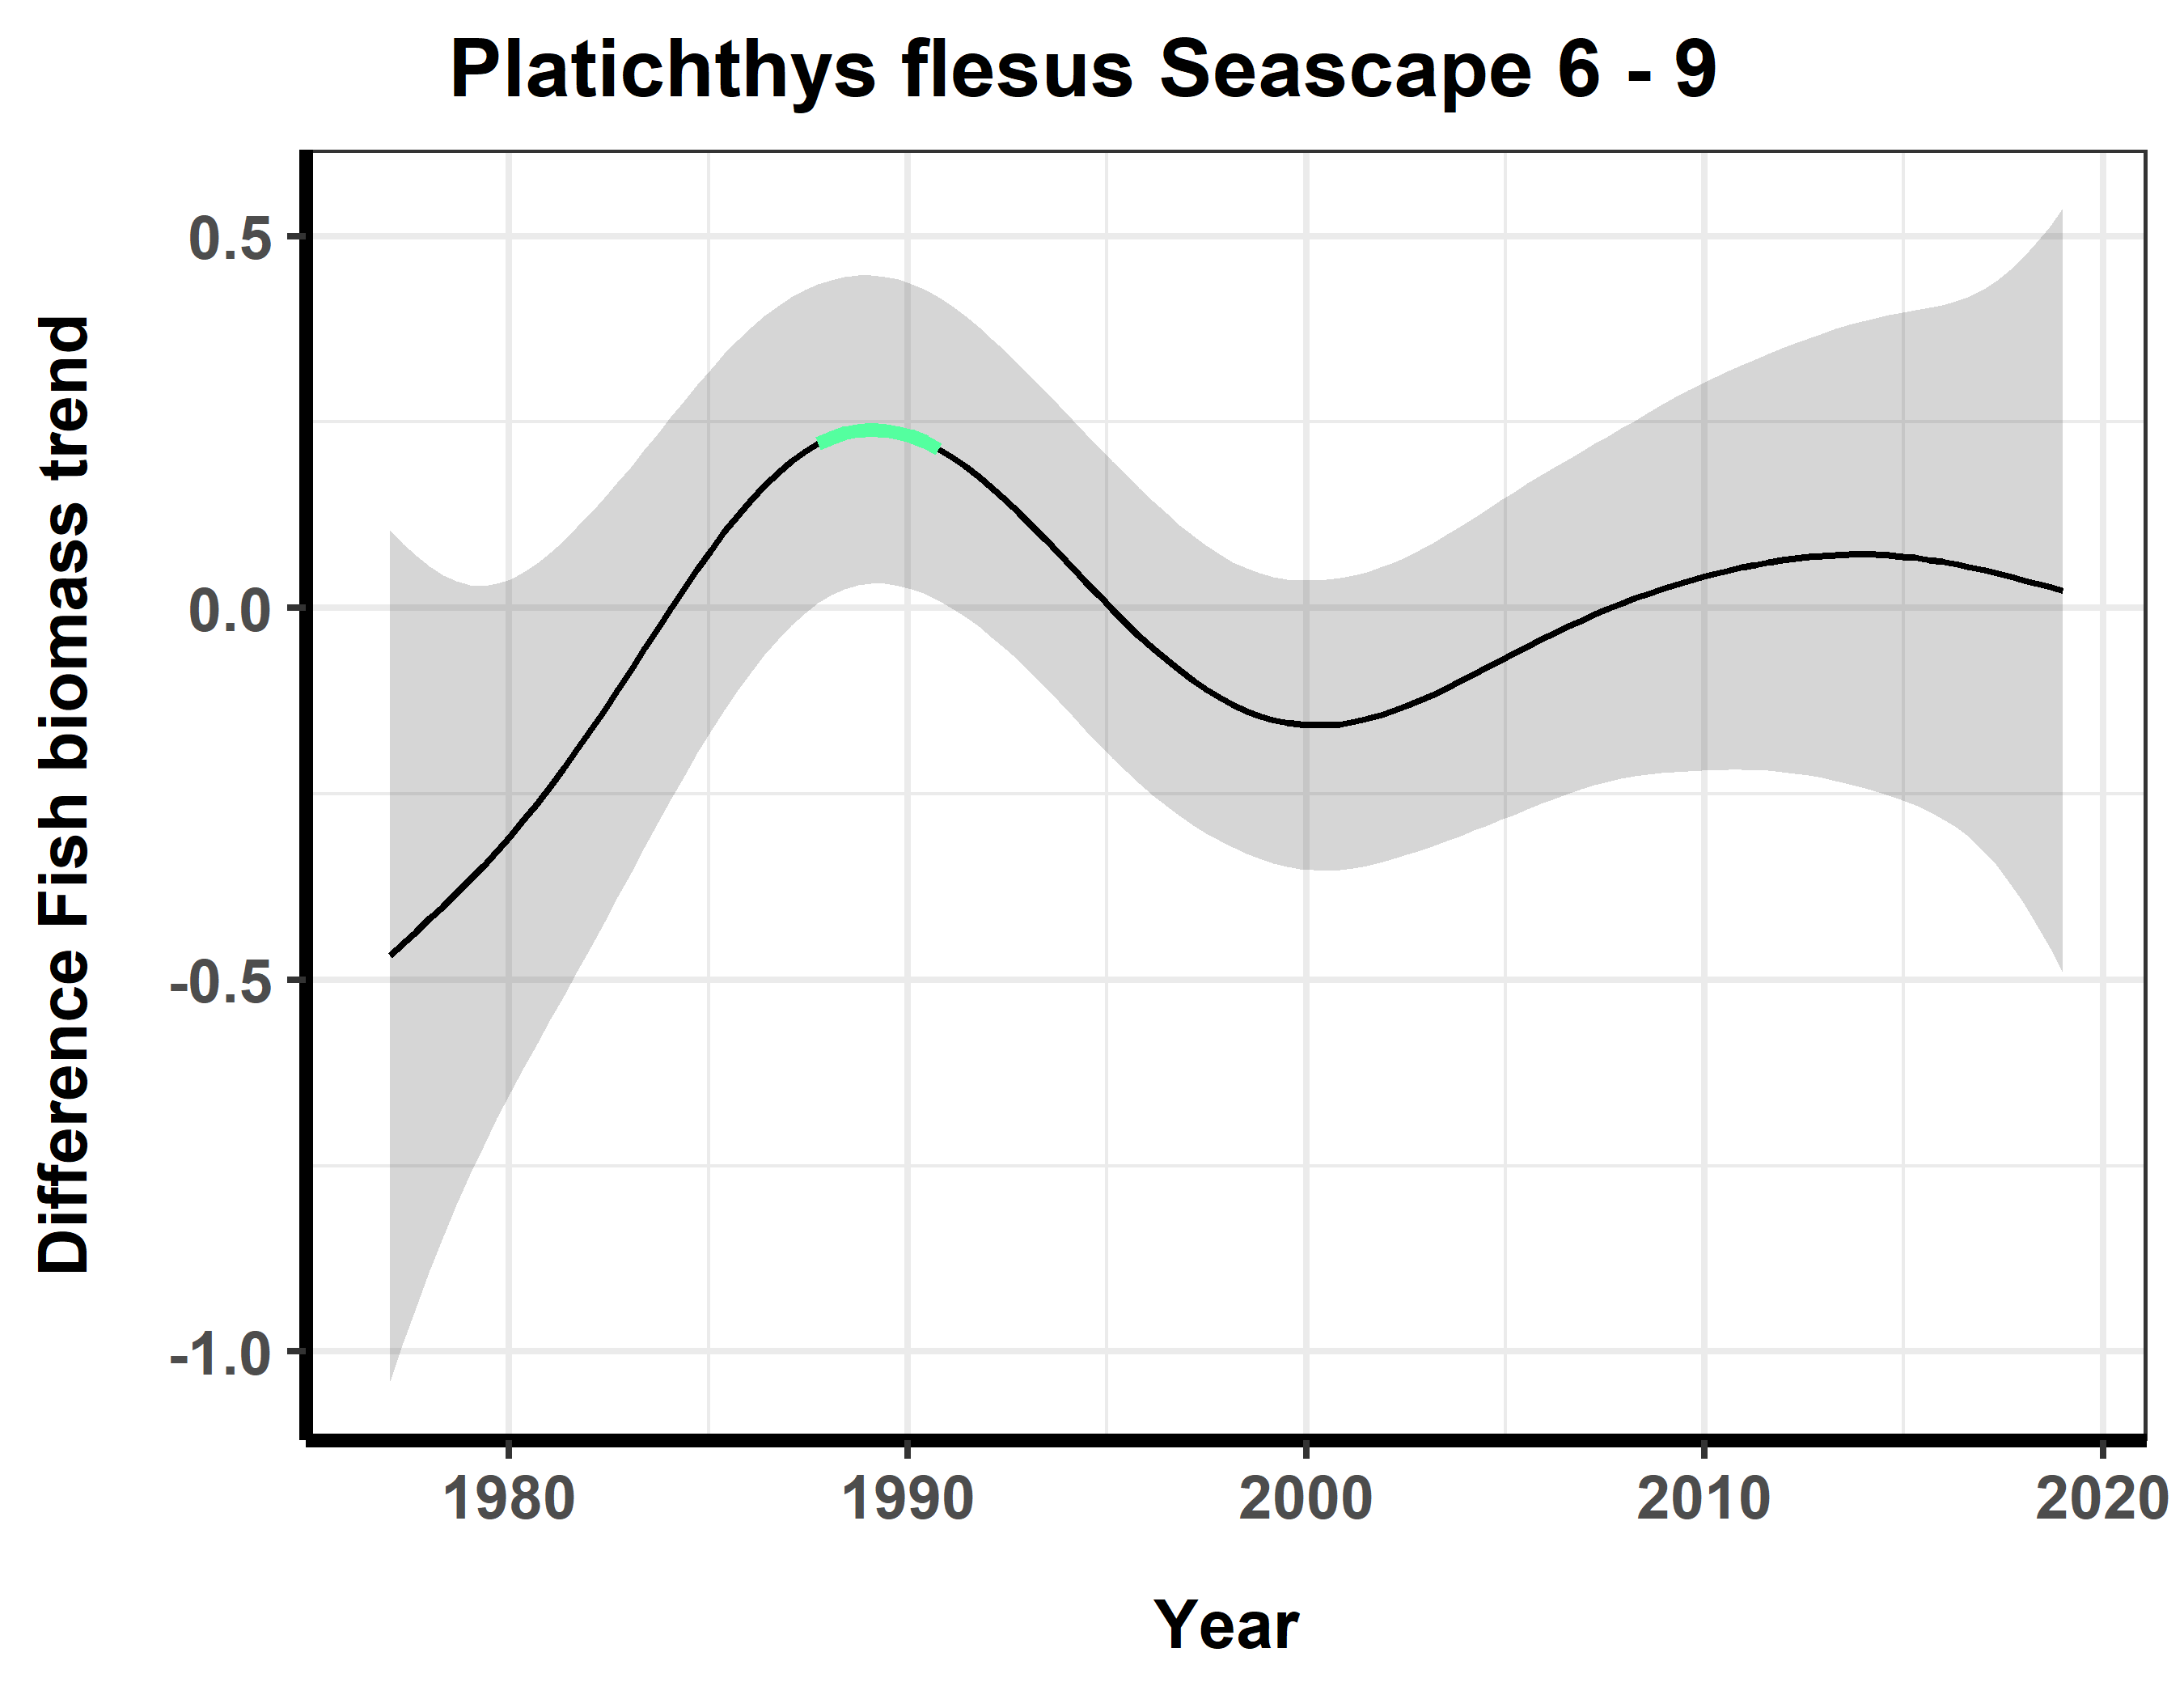 Platichthys flesus Seascape 6 - 9
Difference Fish biomass trend
0.5
0.0
-0.5
-1.0
1980 1990 2000 2010 2020
Year